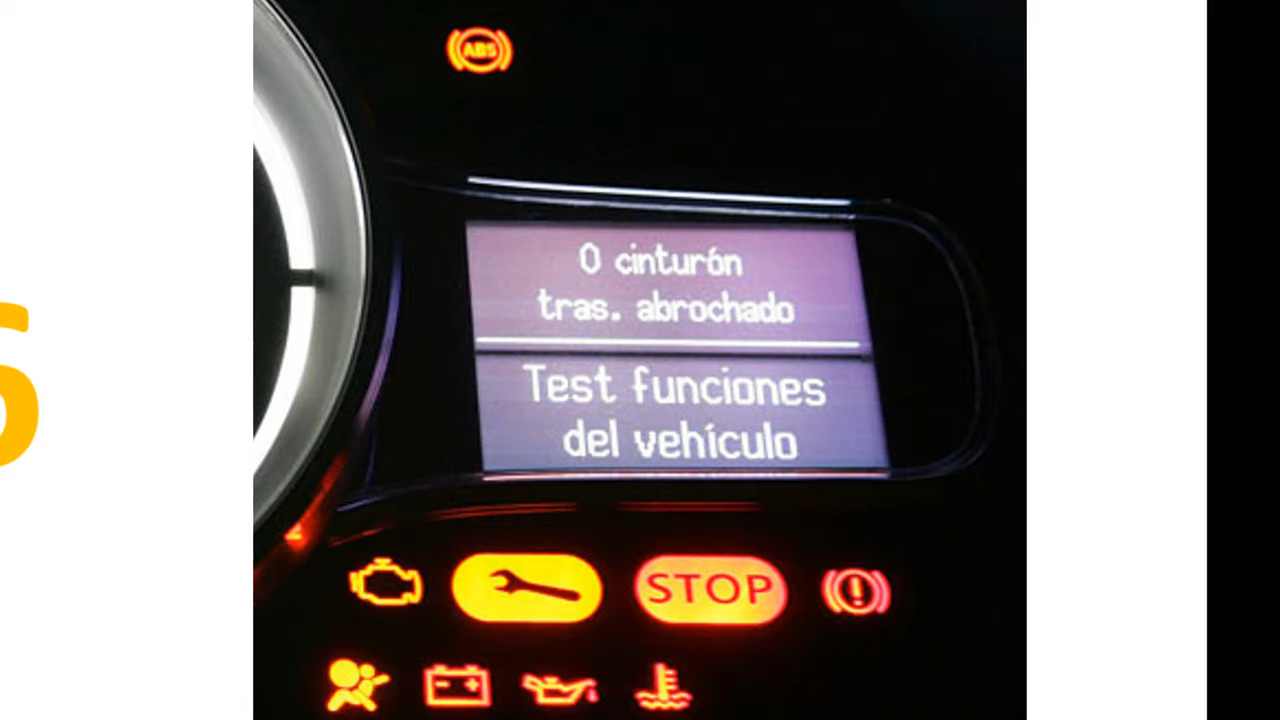 ABS
0 cinturón
tras. abrochado
Test funciones
del vehículo
STOP